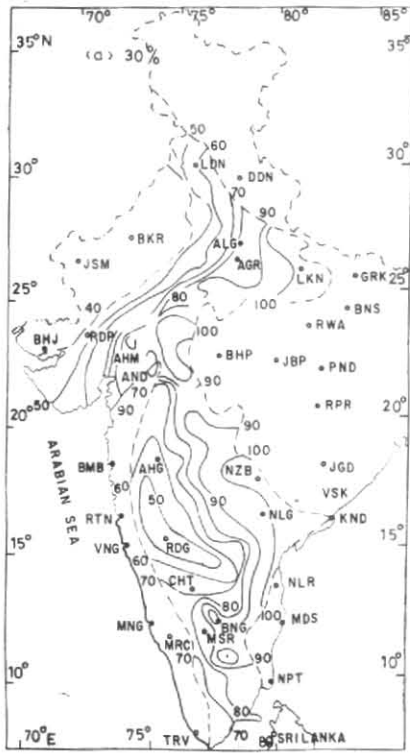 70° 75° 80° 85°
35°N
(a) 30%
50
60
LDN
30° 70 DDN 30°
90
BKR ALG
JSM AGR
LKN GRK
25° 80 100 25°
40 BNS
100 RWA
BHJ RDP
AHM BHP JBP PND
AND
50 70 90
90 RPR
20° 90 20°
100
ARABIAN SEA
BMB AHG NZB JGD
60 90 VSK
50
RTN NLG KND
15° VNG RDG 15°
60
70 CHT NLR
80 100
MNG BNG MDS
MSR
MRC
10° 70 90 10°
NPT
80
TRV 70 80 SRILANKA
70°E 75° 80° 85°